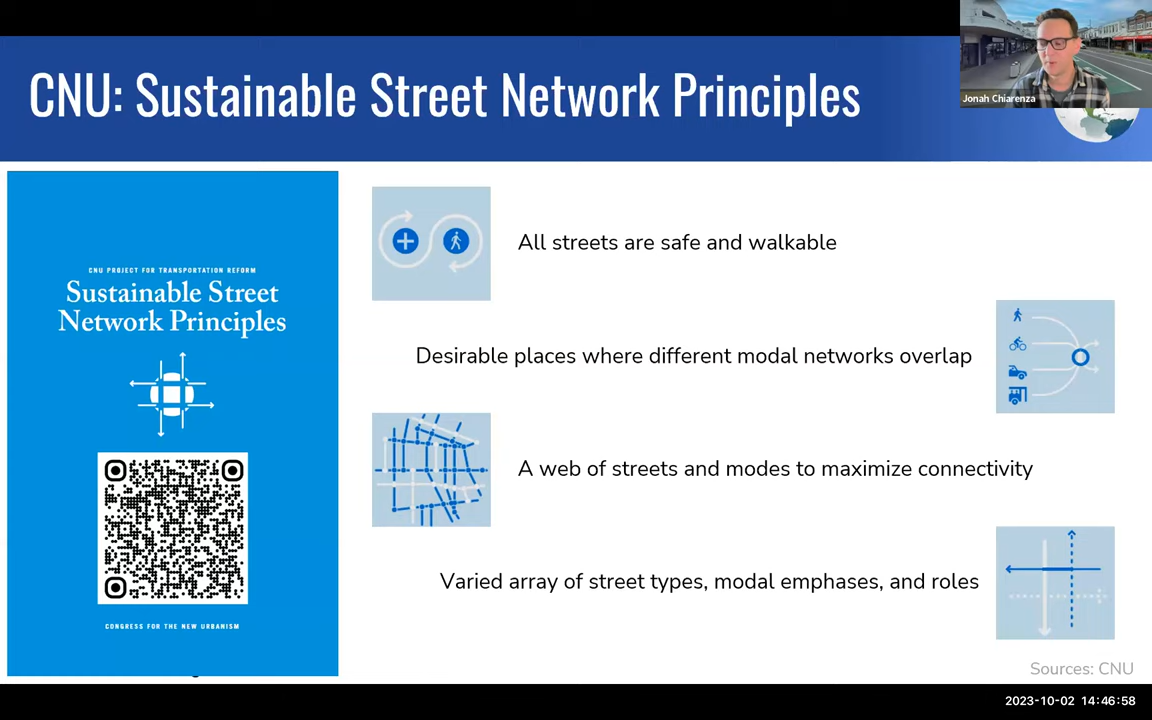 CNU: Sustainable Street Network Principles
Jonah Chiarenza
CNU PROJECT FOR TRANSPORTATION REFORM
Sustainable Street
Network Principles
CONGRESS FOR THE NEW URBANISM
All streets are safe and walkable
Desirable places where different modal networks overlap
A web of streets and modes to maximize connectivity
Varied array of street types, modal emphases, and roles
Sources: CNU
2023-10-02 14:46:58